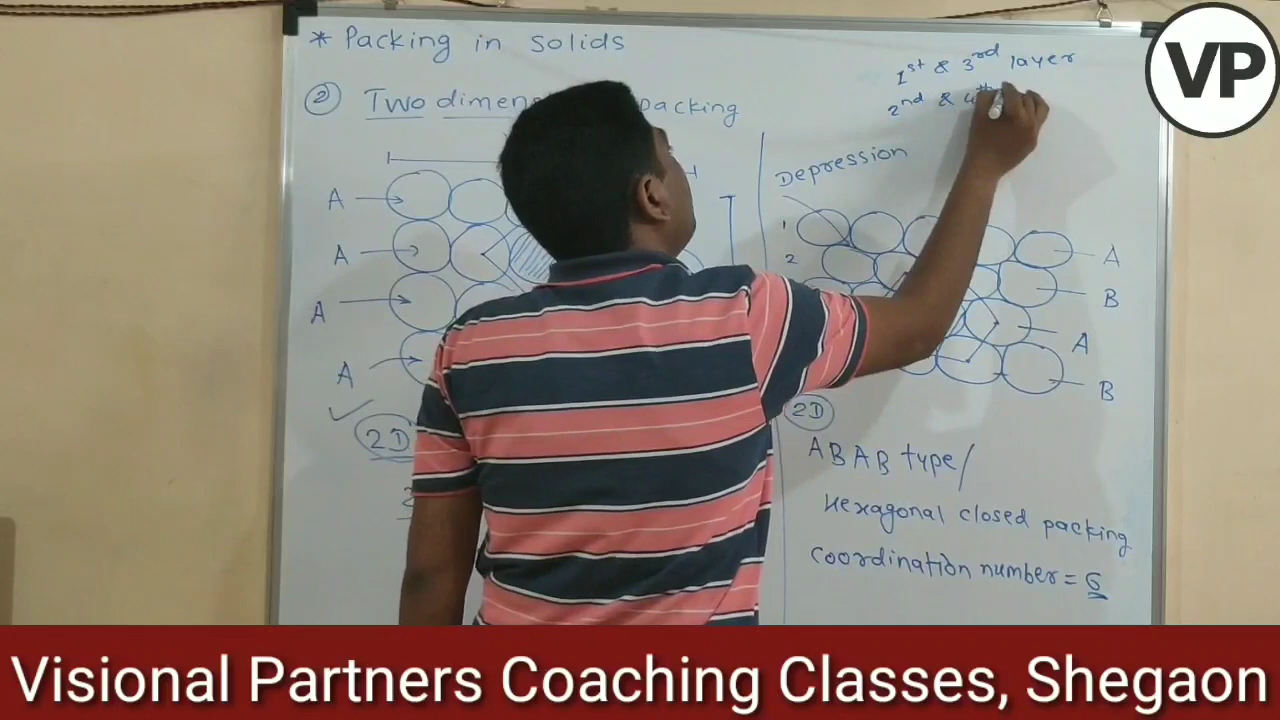 * Packing in solids
1st & 3rd layer
2nd & 4th
② Two packing
Depression
A
A
A
A
2D
1
2
A
B
A
B
2D
ABAB type/
Hexagonal closed packing
Coordination number = 6
VP
Visional Partners Coaching Classes, Shegaon